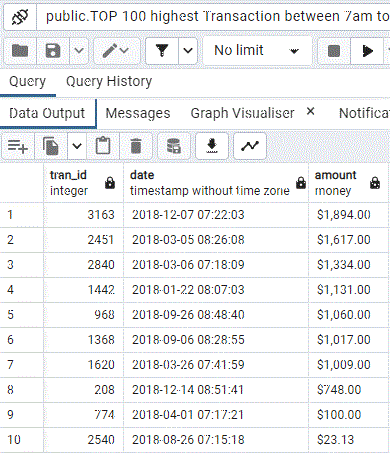 public.TOP 100 highest Transaction between 7am to
No limit
Query Query History
Data Output Messages Graph Visualiser × Notifica
tran_id date amount
integer timestamp without time zone money
1 3163 2018-12-07 07:22:03 $1,894.00
2 2451 2018-03-05 08:26:08 $1,617.00
3 2840 2018-03-06 07:18:09 $1,334.00
4 1442 2018-01-22 08:07:03 $1,131.00
5 968 2018-09-26 08:48:40 $1,060.00
6 1368 2018-09-06 08:28:55 $1,017.00
7 1620 2018-03-26 07:41:59 $1,009.00
8 208 2018-12-14 08:51:41 $748.00
9 774 2018-04-01 07:17:21 $100.00
10 2540 2018-08-26 07:15:18 $23.13